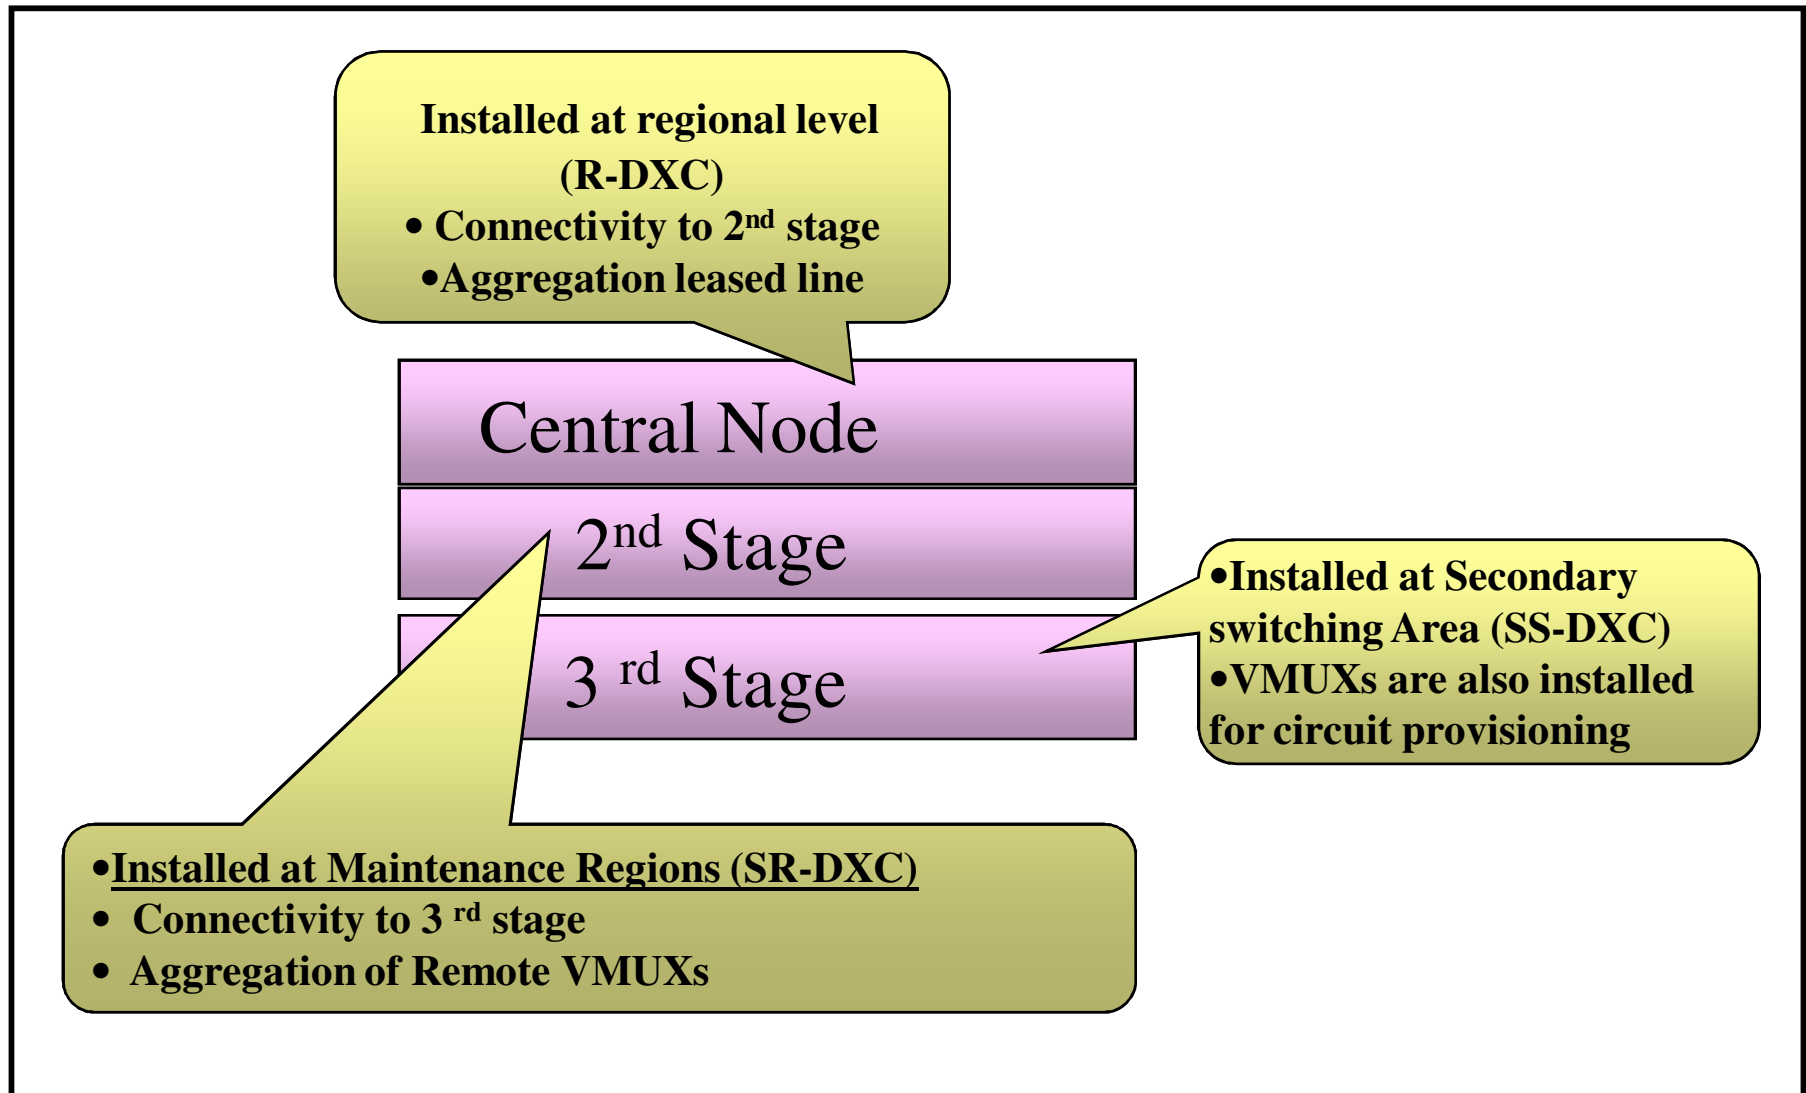 Installed at regional level
(R-DXC)
• Connectivity to 2nd stage
•Aggregation leased line
Central Node
2nd Stage
3 rd Stage
•Installed at Secondary
switching Area (SS-DXC)
•VMUXs are also installed
for circuit provisioning
•Installed at Maintenance Regions (SR-DXC)
• Connectivity to 3 rd stage
• Aggregation of Remote VMUXs